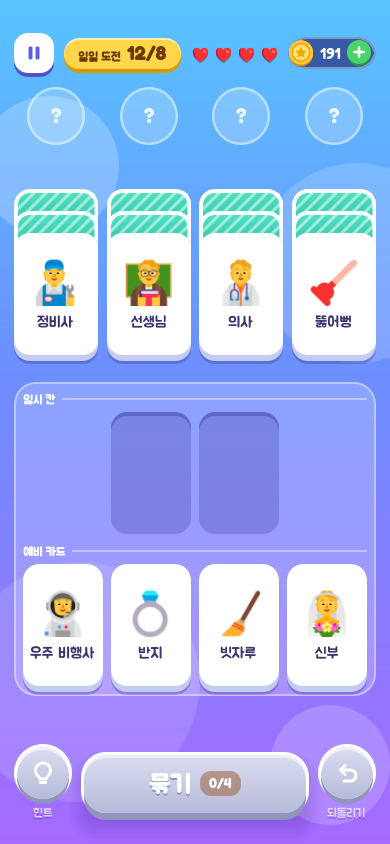 일일 도전 12/8
191
? ? ? ?
정비사 선생님 의사 뚫어뻥
임시 칸
예비 카드
우주 비행사 반지 빗자루 신부
묶기 0/4
힌트 되돌리기